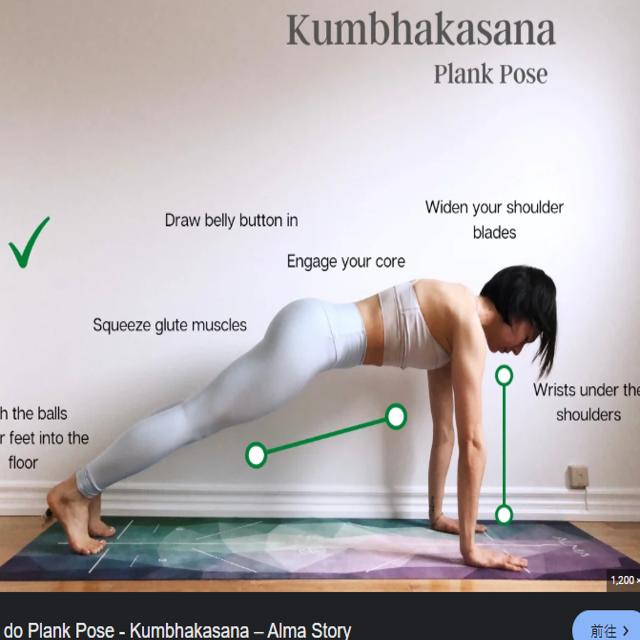 Kumbhakasana
Plank Pose
Widen your shoulder
blades
Draw belly button in
Engage your core
Squeeze glute muscles
Wrists under the
shoulders
h the balls
r feet into the
floor
1,200 ×
do Plank Pose - Kumbhakasana – Alma Story
前往 >